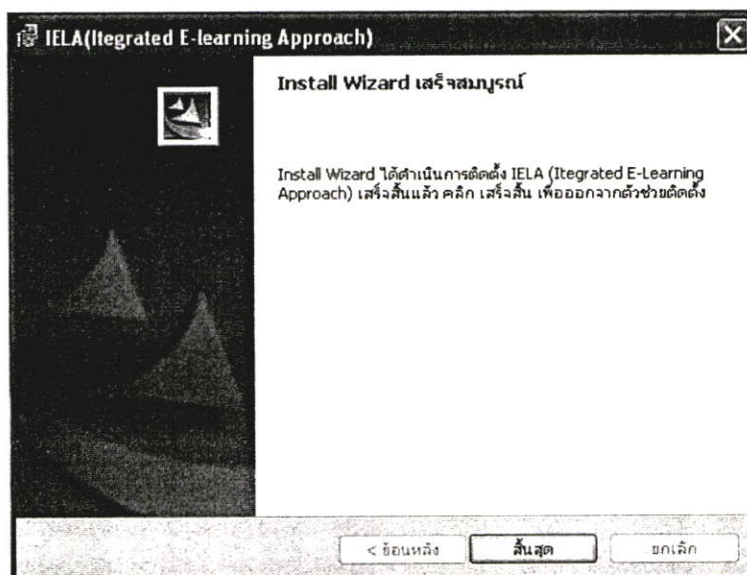 IELA(Itegrated E-learning Approach)
Install Wizard เสร็จสมบูรณ์
Install Wizard ได้ดำเนินการติดตั้ง IELA (Itegrated E-Learning
Approach) เสร็จสิ้นแล้ว คลิก เสร็จสิ้น เพื่อออกจากตัวช่วยติดตั้ง
< ย้อนหลัง สิ้นสุด ยกเลิก